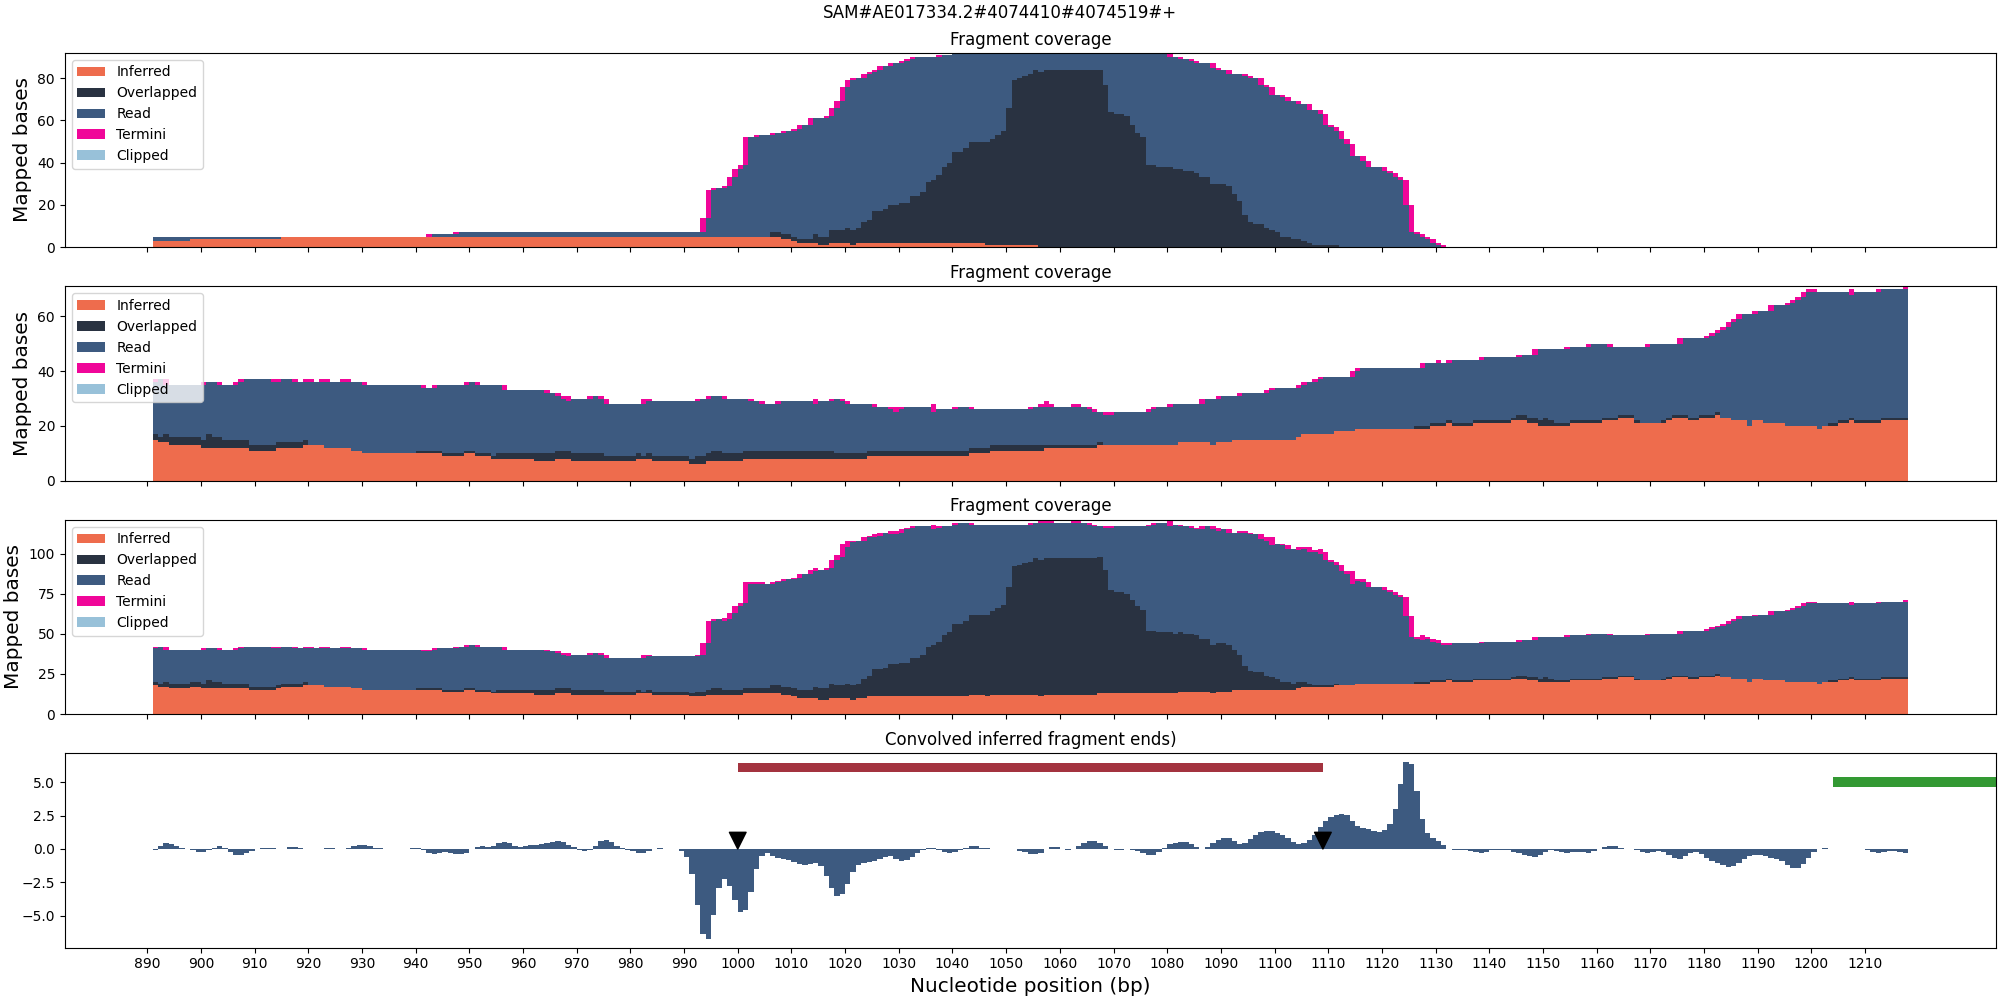 SAM#AE017334.2#4074410#4074519#+
Fragment coverage
Mapped bases
80
60
40
20
0
Inferred
Overlapped
Read
Termini
Clipped
Fragment coverage
Mapped bases
60
40
20
0
Inferred
Overlapped
Read
Termini
Clipped
Fragment coverage
Mapped bases
100
75
50
25
0
Inferred
Overlapped
Read
Termini
Clipped
Convolved inferred fragment ends)
5.0
2.5
0.0
−2.5
−5.0
890 900 910 920 930 940 950 960 970 980 990 1000 1010 1020 1030 1040 1050 1060 1070 1080 1090 1100 1110 1120 1130 1140 1150 1160 1170 1180 1190 1200 1210
Nucleotide position (bp)